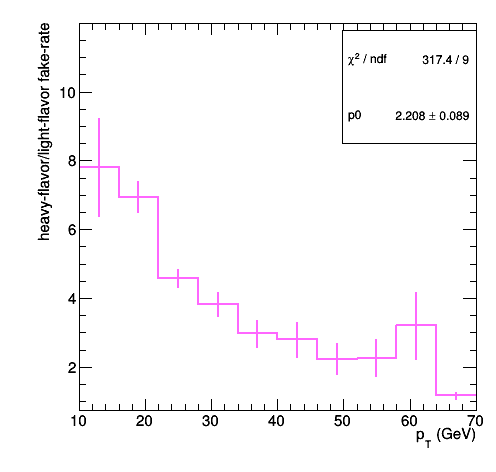 heavy-flavor/light-flavor fake-rate
χ² / ndf 317.4 / 9
p0 2.208 ± 0.089
10
8
6
4
2
10 20 30 40 50 60 70
p_T (GeV)